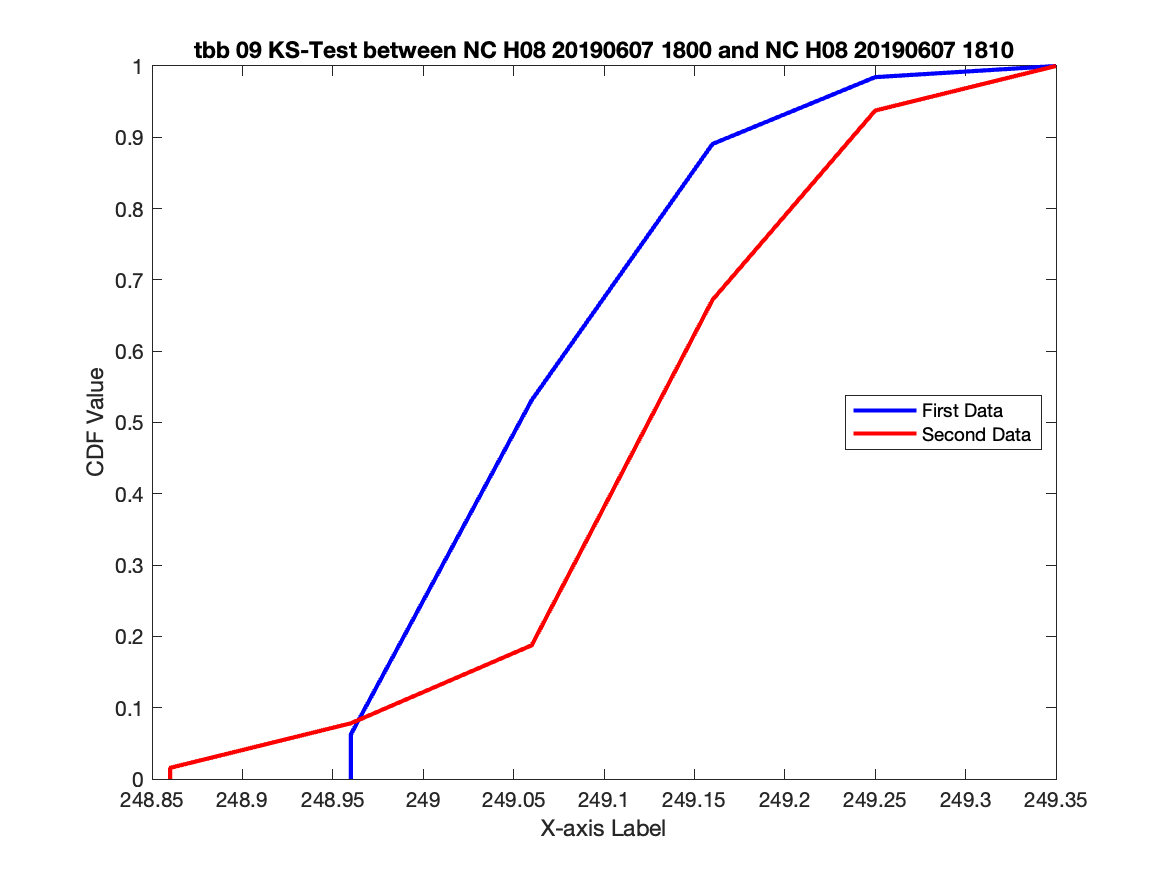 tbb 09 KS-Test between NC H08 20190607 1800 and NC H08 20190607 1810
1
0.9
0.8
0.7
0.6
0.5
0.4
0.3
0.2
0.1
0
CDF Value
First Data
Second Data
248.85 248.9 248.95 249 249.05 249.1 249.15 249.2 249.25 249.3 249.35
X-axis Label